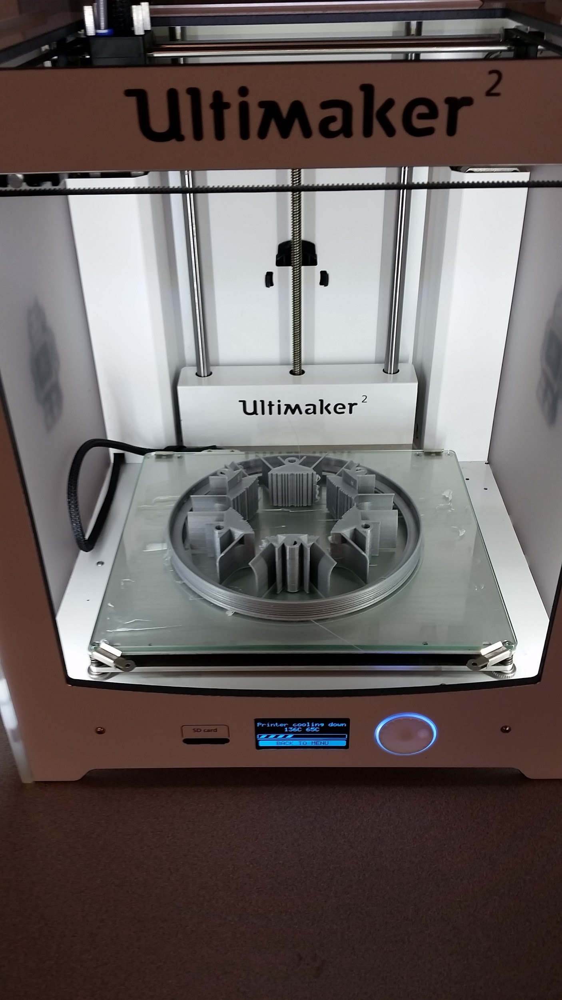 Ultimaker 2
Ultimaker 2
SD card
Printer cooling down
136C 65C
BACK TO MENU